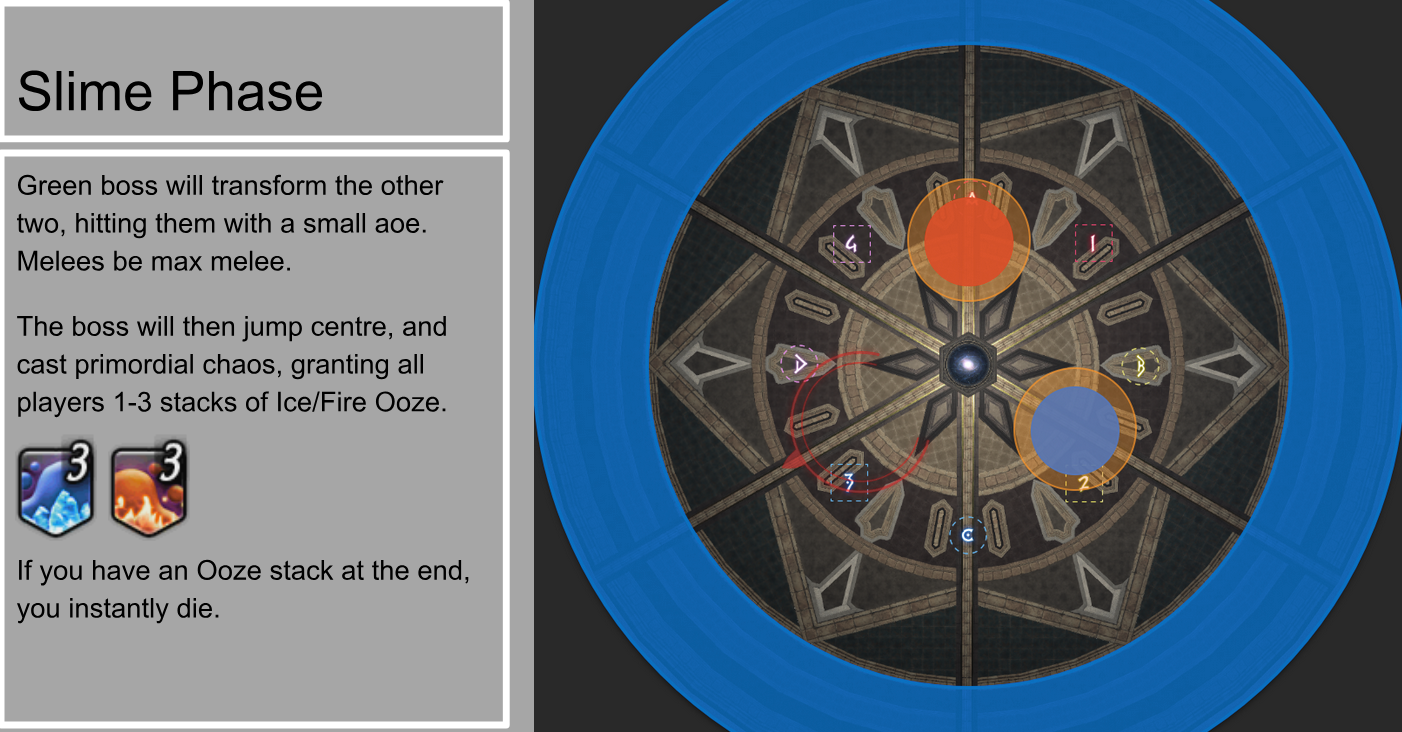 Slime Phase
Green boss will transform the other
two, hitting them with a small aoe.
Melees be max melee.
The boss will then jump centre, and
cast primordial chaos, granting all
players 1-3 stacks of Ice/Fire Ooze.
3 3
If you have an Ooze stack at the end,
you instantly die.
A
4 1
D B
3 2
C